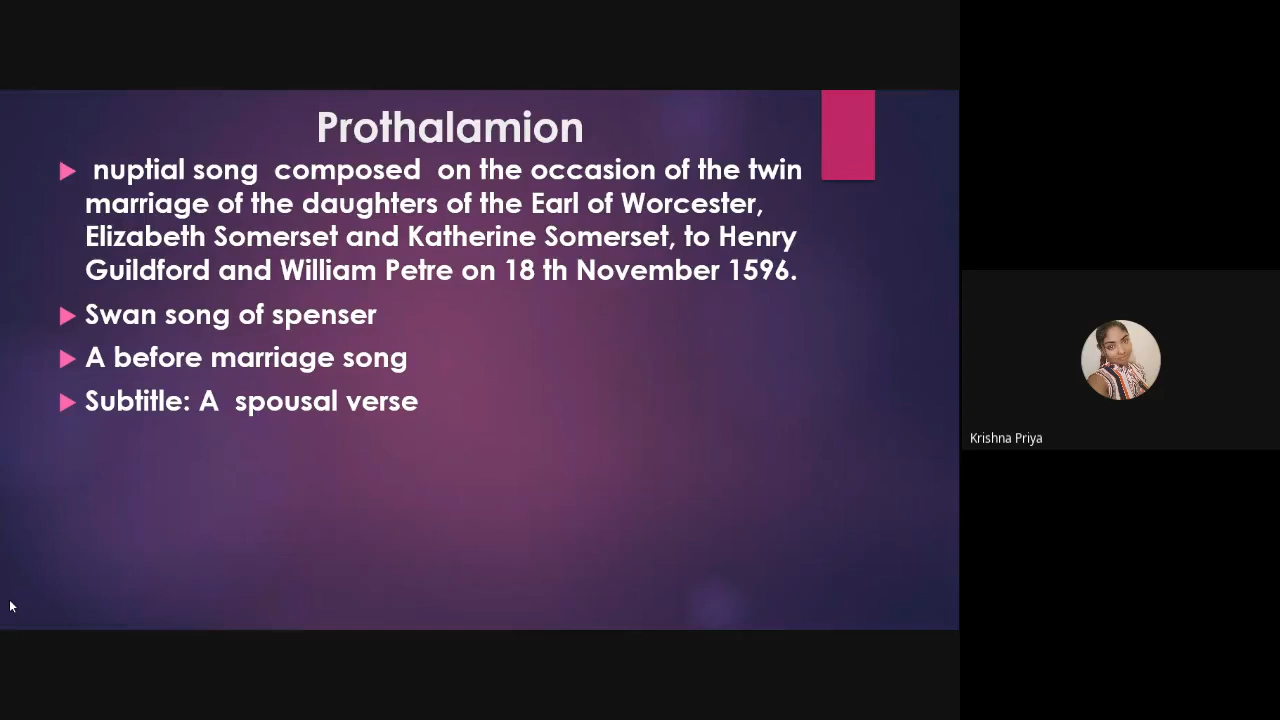 Prothalamion
nuptial song composed on the occasion of the twin
marriage of the daughters of the Earl of Worcester,
Elizabeth Somerset and Katherine Somerset, to Henry
Guildford and William Petre on 18 th November 1596.
Swan song of spenser
A before marriage song
Subtitle: A spousal verse
Krishna Priya